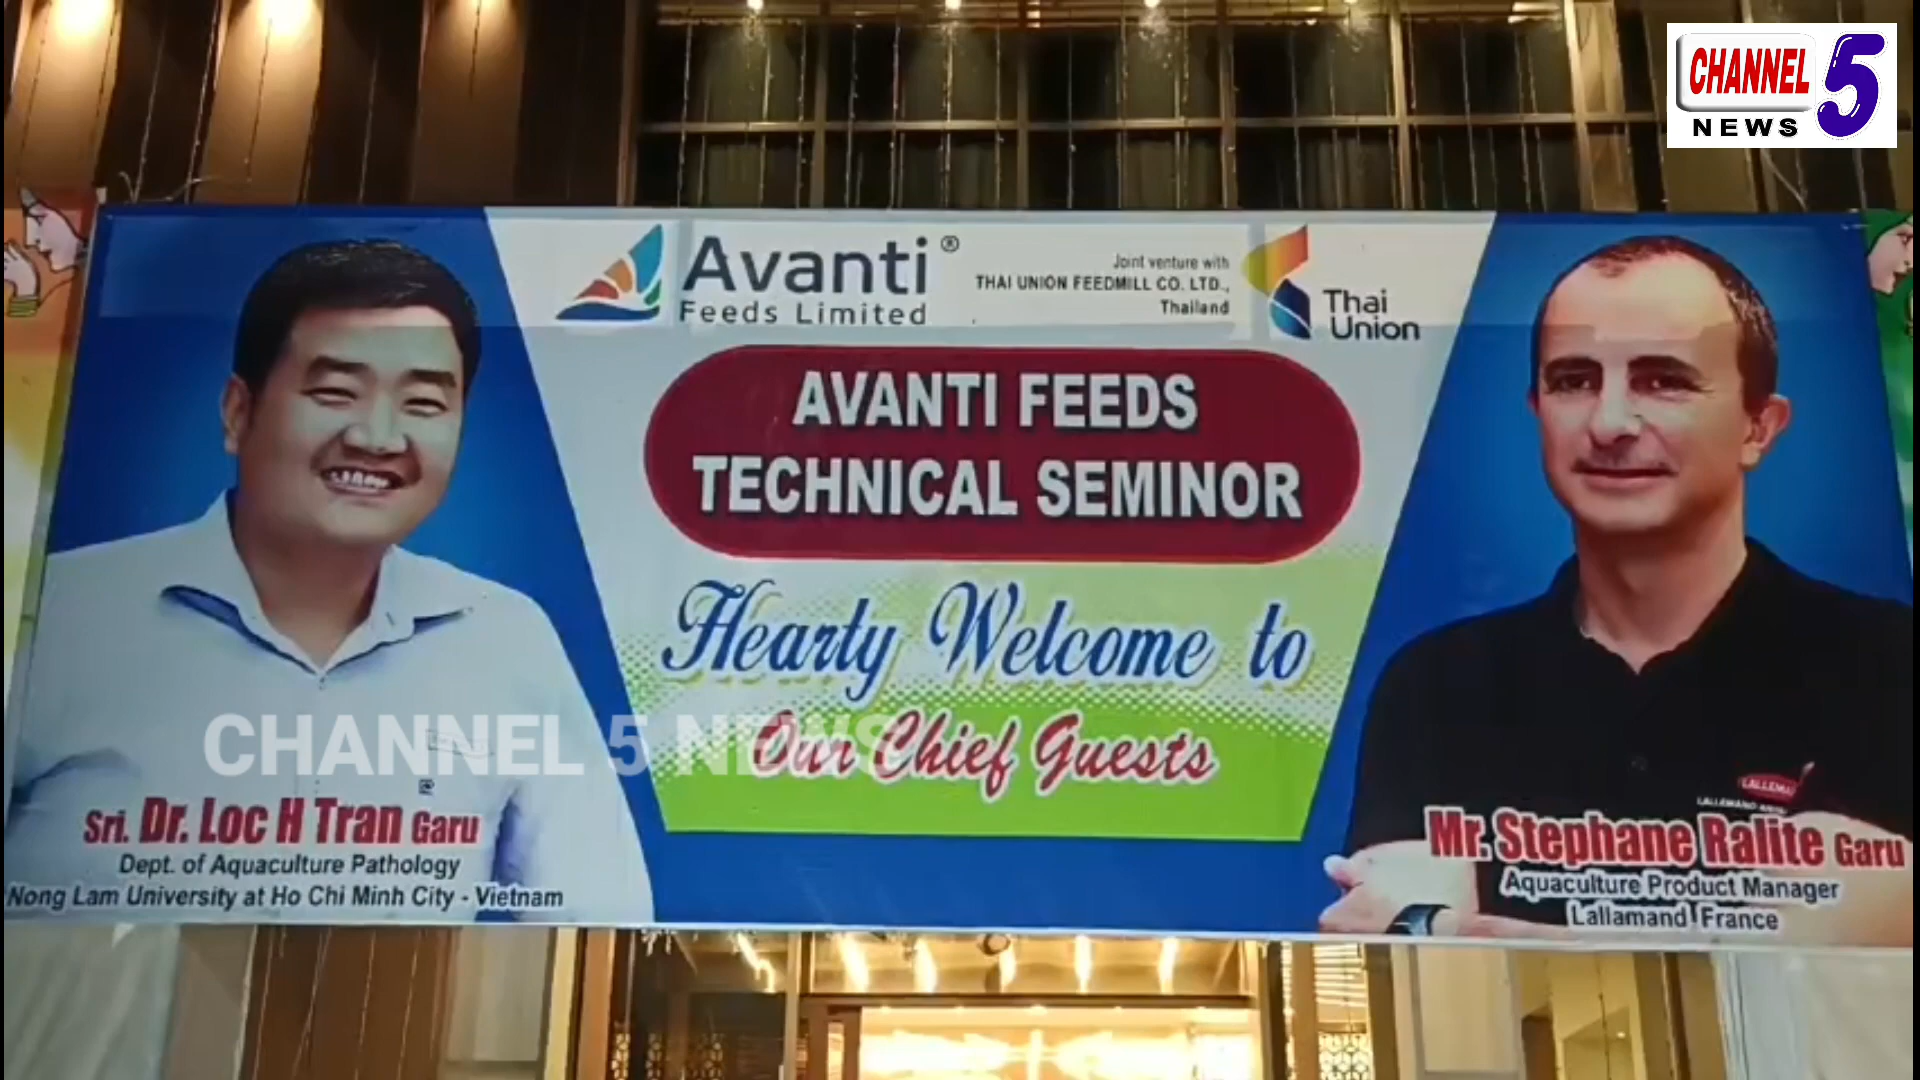 CHANNEL 5
NEWS
Avanti ®
Feeds Limited
Joint venture with
THAI UNION FEEDMILL CO. LTD.,
Thailand
Thai
Union
AVANTI FEEDS
TECHNICAL SEMINOR
Hearty Welcome to
Our Chief Guests
CHANNEL 5 NEWS
Sri. Dr. Loc H Tran Garu
Dept. of Aquaculture Pathology
Nong Lam University at Ho Chi Minh City - Vietnam
Mr. Stephane Ralite Garu
Aquaculture Product Manager
Lallamand France